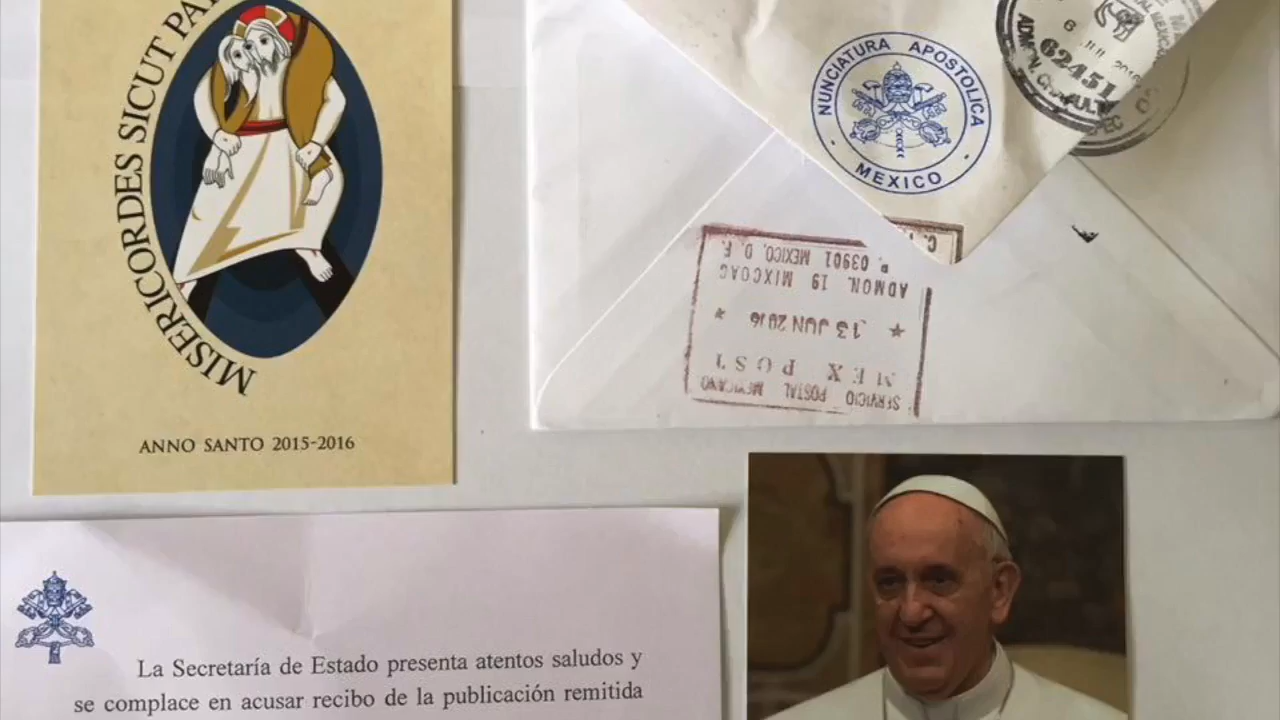 MISERICORDES SICUT PA
ANNO SANTO 2015-2016
NUNCIATURA APOSTOLICA
MEXICO
62451
SERVICIO POSTAL MEXICANO
MEX POST
★ 13 JUN 2016 ★
ADMON. 19 MIXCOAC
P. 03901 MEXICO, D. F.
La Secretaría de Estado presenta atentos saludos y
se complace en acusar recibo de la publicación remitida